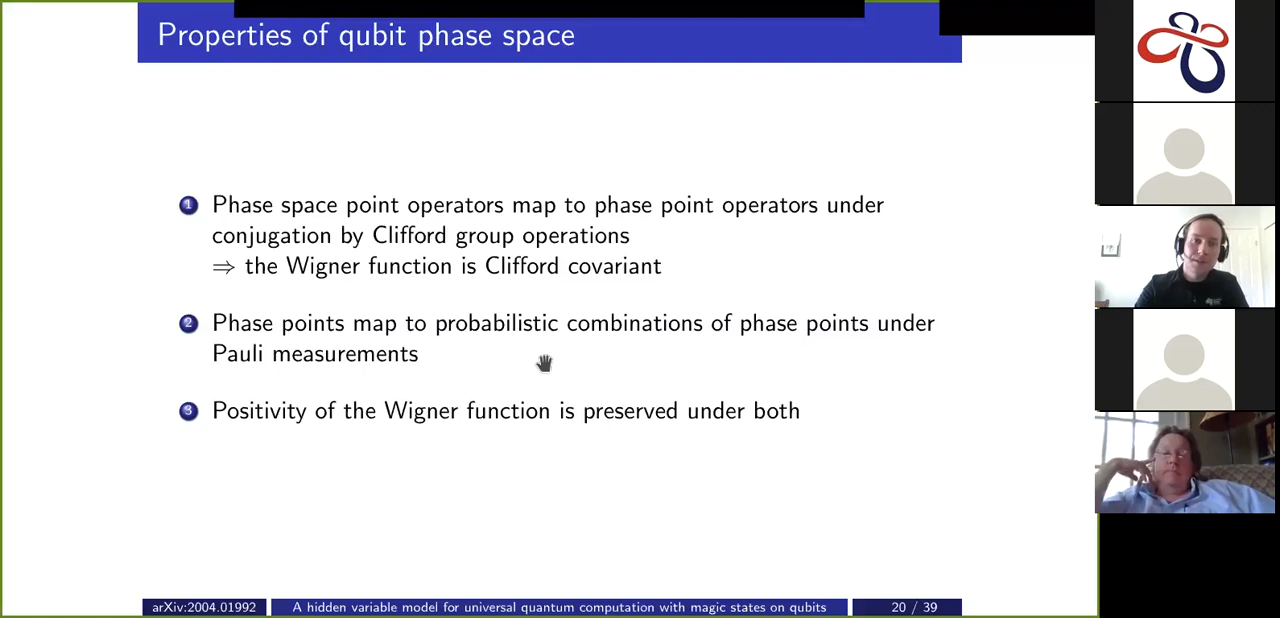 Properties of qubit phase space
1 Phase space point operators map to phase point operators under
conjugation by Clifford group operations
⇒ the Wigner function is Clifford covariant
2 Phase points map to probabilistic combinations of phase points under
Pauli measurements
3 Positivity of the Wigner function is preserved under both
arXiv:2004.01992 A hidden variable model for universal quantum computation with magic states on qubits 20 / 39